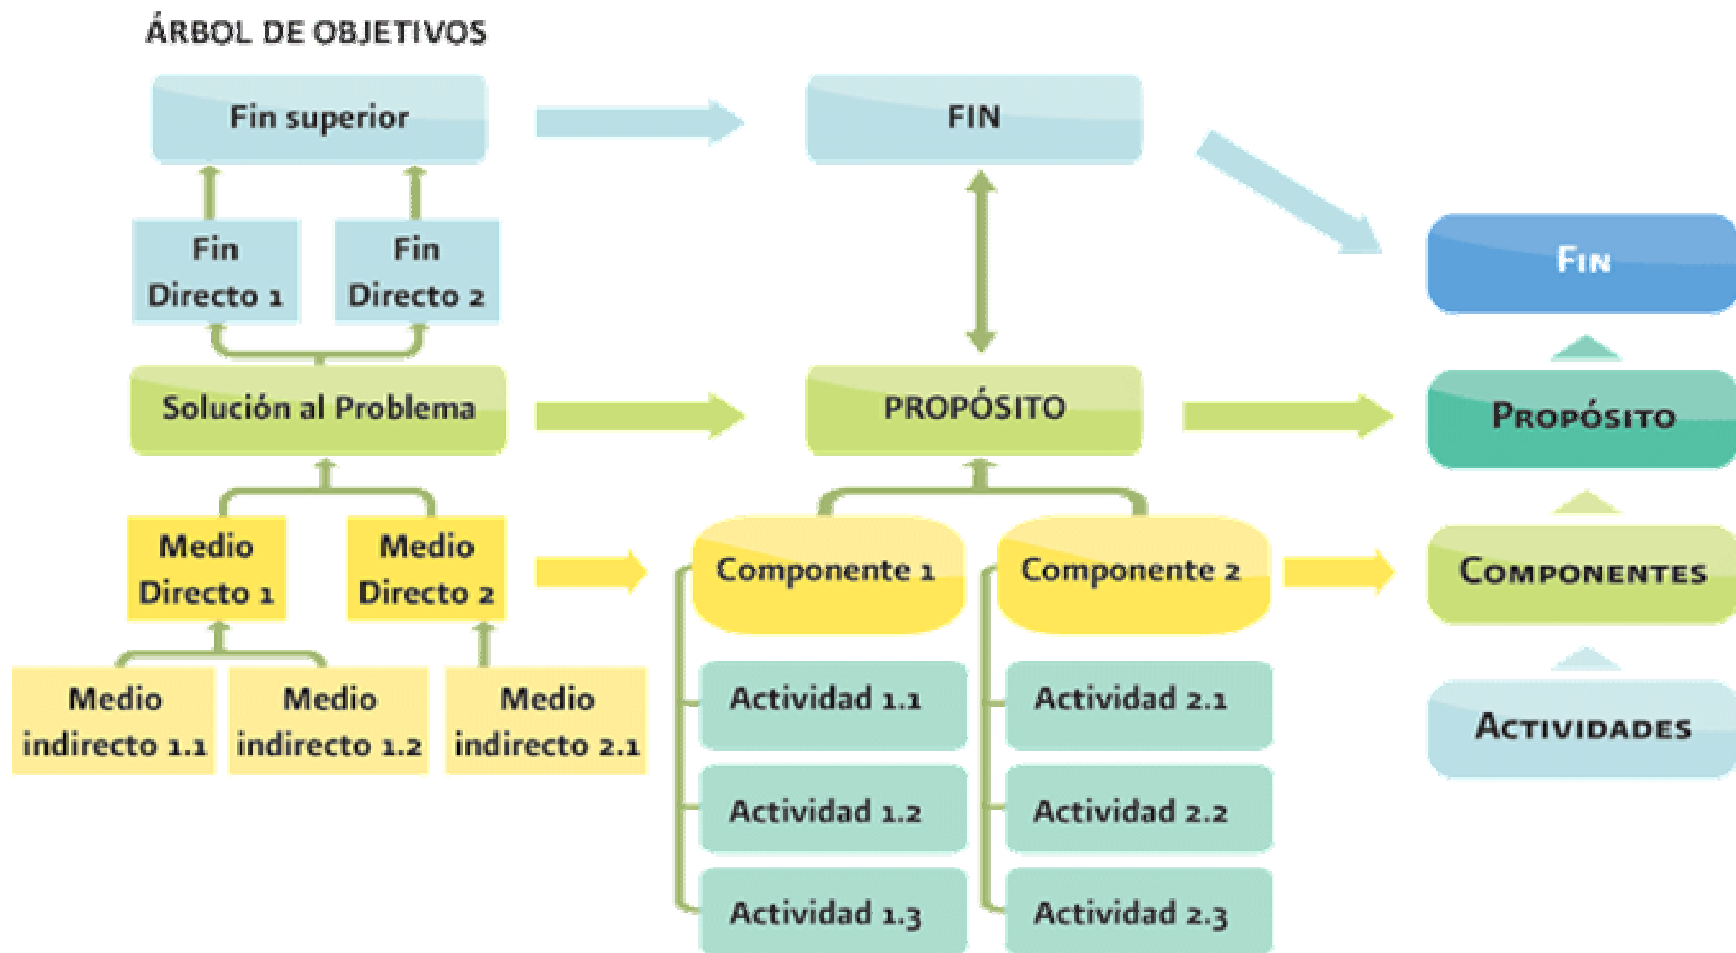 ÁRBOL DE OBJETIVOS
Fin superior
FIN
Fin
Directo 1
Fin
Directo 2
FIN
Solución al Problema
PROPÓSITO
PROPÓSITO
Medio
Directo 1
Medio
Directo 2
Componente 1
Componente 2
COMPONENTES
Medio
indirecto 1.1
Medio
indirecto 1.2
Medio
indirecto 2.1
Actividad 1.1
Actividad 2.1
ACTIVIDADES
Actividad 1.2
Actividad 2.2
Actividad 1.3
Actividad 2.3